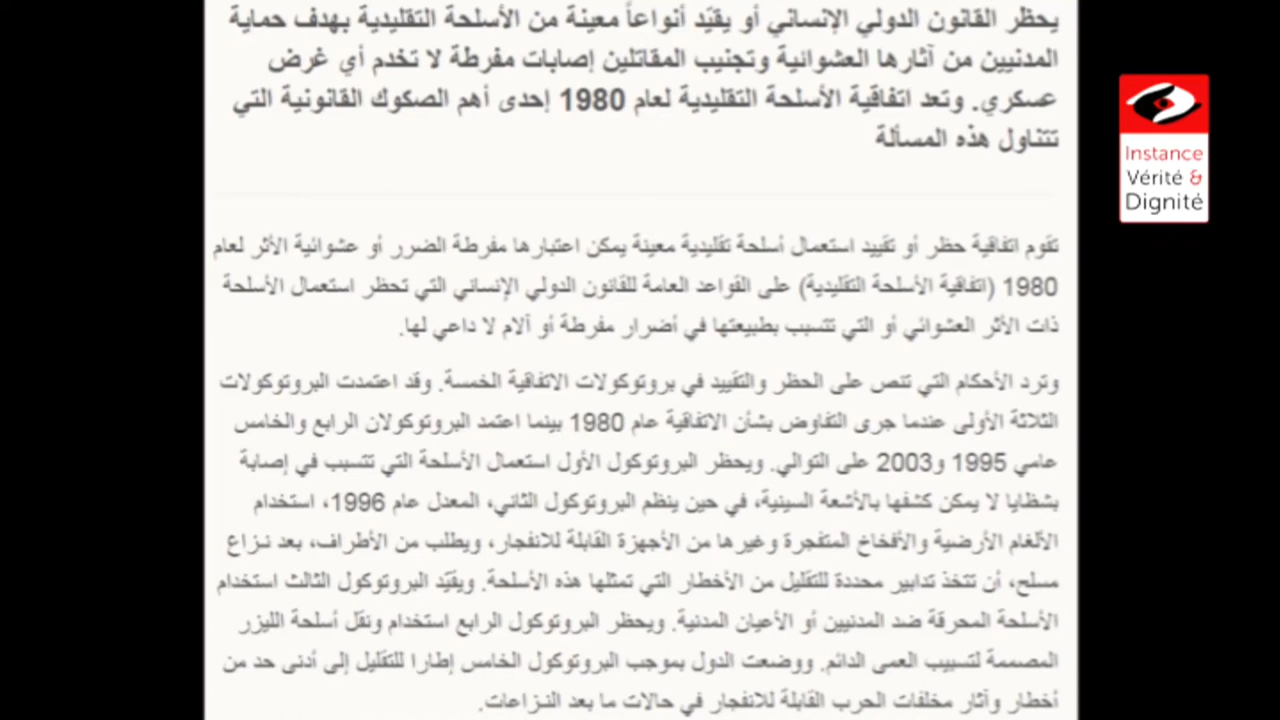 يحظر القانون الدولي الإنساني أو يقيّد أنواعاً معينة من الأسلحة التقليدية بهدف حماية
المدنيين من آثارها العشوائية وتجنيب المقاتلين إصابات مفرطة لا تخدم أي غرض
عسكري. وتعد اتفاقية الأسلحة التقليدية لعام 1980 إحدى أهم الصكوك القانونية التي
تتناول هذه المسألة
تقوم اتفاقية حظر أو تقييد استعمال أسلحة تقليدية معينة يمكن اعتبارها مفرطة الضرر أو عشوائية الأثر لعام
1980 (اتفاقية الأسلحة التقليدية) على القواعد العامة للقانون الدولي الإنساني التي تحظر استعمال الأسلحة
ذات الأثر العشوائي أو التي تتسبب بطبيعتها في أضرار مفرطة أو آلام لا داعي لها.
وترد الأحكام التي تنص على الحظر والتقييد في بروتوكولات الاتفاقية الخمسة. وقد اعتمدت البروتوكولات
الثلاثة الأولى عندما جرى التفاوض بشأن الاتفاقية عام 1980 بينما اعتمد البروتوكولان الرابع والخامس
عامي 1995 و2003 على التوالي. ويحظر البروتوكول الأول استعمال الأسلحة التي تتسبب في إصابة
بشظايا لا يمكن كشفها بالأشعة السينية، في حين ينظم البروتوكول الثاني، المعدل عام 1996، استخدام
الألغام الأرضية والأفخاخ المتفجرة وغيرها من الأجهزة القابلة للانفجار، ويطلب من الأطراف، بعد نـزاع
مسلح، أن تتخذ تدابير محددة للتقليل من الأخطار التي تمثلها هذه الأسلحة. ويقيّد البروتوكول الثالث استخدام
الأسلحة المحرقة ضد المدنيين أو الأعيان المدنية. ويحظر البروتوكول الرابع استخدام ونقل أسلحة الليزر
المصممة لتسبيب العمى الدائم. ووضعت الدول بموجب البروتوكول الخامس إطارا للتقليل إلى أدنى حد من
أخطار وآثار مخلفات الحرب القابلة للانفجار في حالات ما بعد النـزاعات.
Instance
Vérité &
Dignité